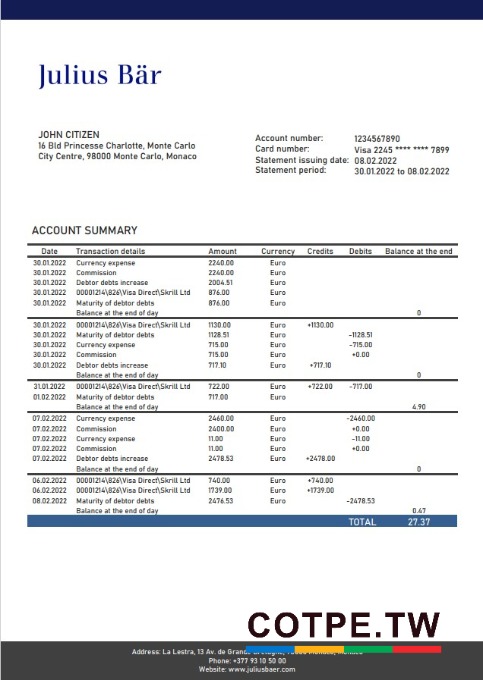 Julius Bär
JOHN CITIZEN
16 Bld Princesse Charlotte, Monte Carlo
City Centre, 98000 Monte Carlo, Monaco
Account number: 1234567890
Card number: Visa 2245 **** **** 7899
Statement issuing date: 08.02.2022
Statement period: 30.01.2022 to 08.02.2022
ACCOUNT SUMMARY
Date Transaction details Amount Currency Credits Debits Balance at the end
30.01.2022 Currency expense 2240.00 Euro
30.01.2022 Commission 2240.00 Euro
30.01.2022 Debtor debts increase 2004.51 Euro
30.01.2022 00001214\826\Visa Direct\Skrill Ltd 876.00 Euro
30.01.2022 Maturity of debtor debts 876.00 Euro
Balance at the end of day 0
30.01.2022 00001214\826\Visa Direct\Skrill Ltd 1130.00 Euro +1130.00
30.01.2022 Maturity of debtor debts 1128.51 Euro -1128.51
30.01.2022 Currency expense 715.00 Euro -715.00
30.01.2022 Commission 715.00 Euro +0.00
30.01.2022 Debtor debts increase 717.10 Euro +717.10
Balance at the end of day 0
31.01.2022 00001214\826\Visa Direct\Skrill Ltd 722.00 Euro +722.00 -717.00
01.02.2022 Maturity of debtor debts 717.00 Euro
Balance at the end of day 4.90
07.02.2022 Currency expense 2460.00 Euro -2460.00
07.02.2022 Commission 2400.00 Euro +0.00
07.02.2022 Currency expense 11.00 Euro -11.00
07.02.2022 Commission 11.00 Euro +0.00
07.02.2022 Debtor debts increase 2478.53 Euro +2478.00
Balance at the end of day 0
06.02.2022 00001214\826\Visa Direct\Skrill Ltd 740.00 Euro +740.00
06.02.2022 00001214\826\Visa Direct\Skrill Ltd 1739.00 Euro +1739.00
08.02.2022 Maturity of debtor debts 2476.53 Euro -2478.53
Balance at the end of day 0.47
TOTAL 27.37
COTPE.TW
Address: La Lestra, 13 Av. de Grande
Phone: +377 93 10 50 00
Website: www.juliusbaer.com